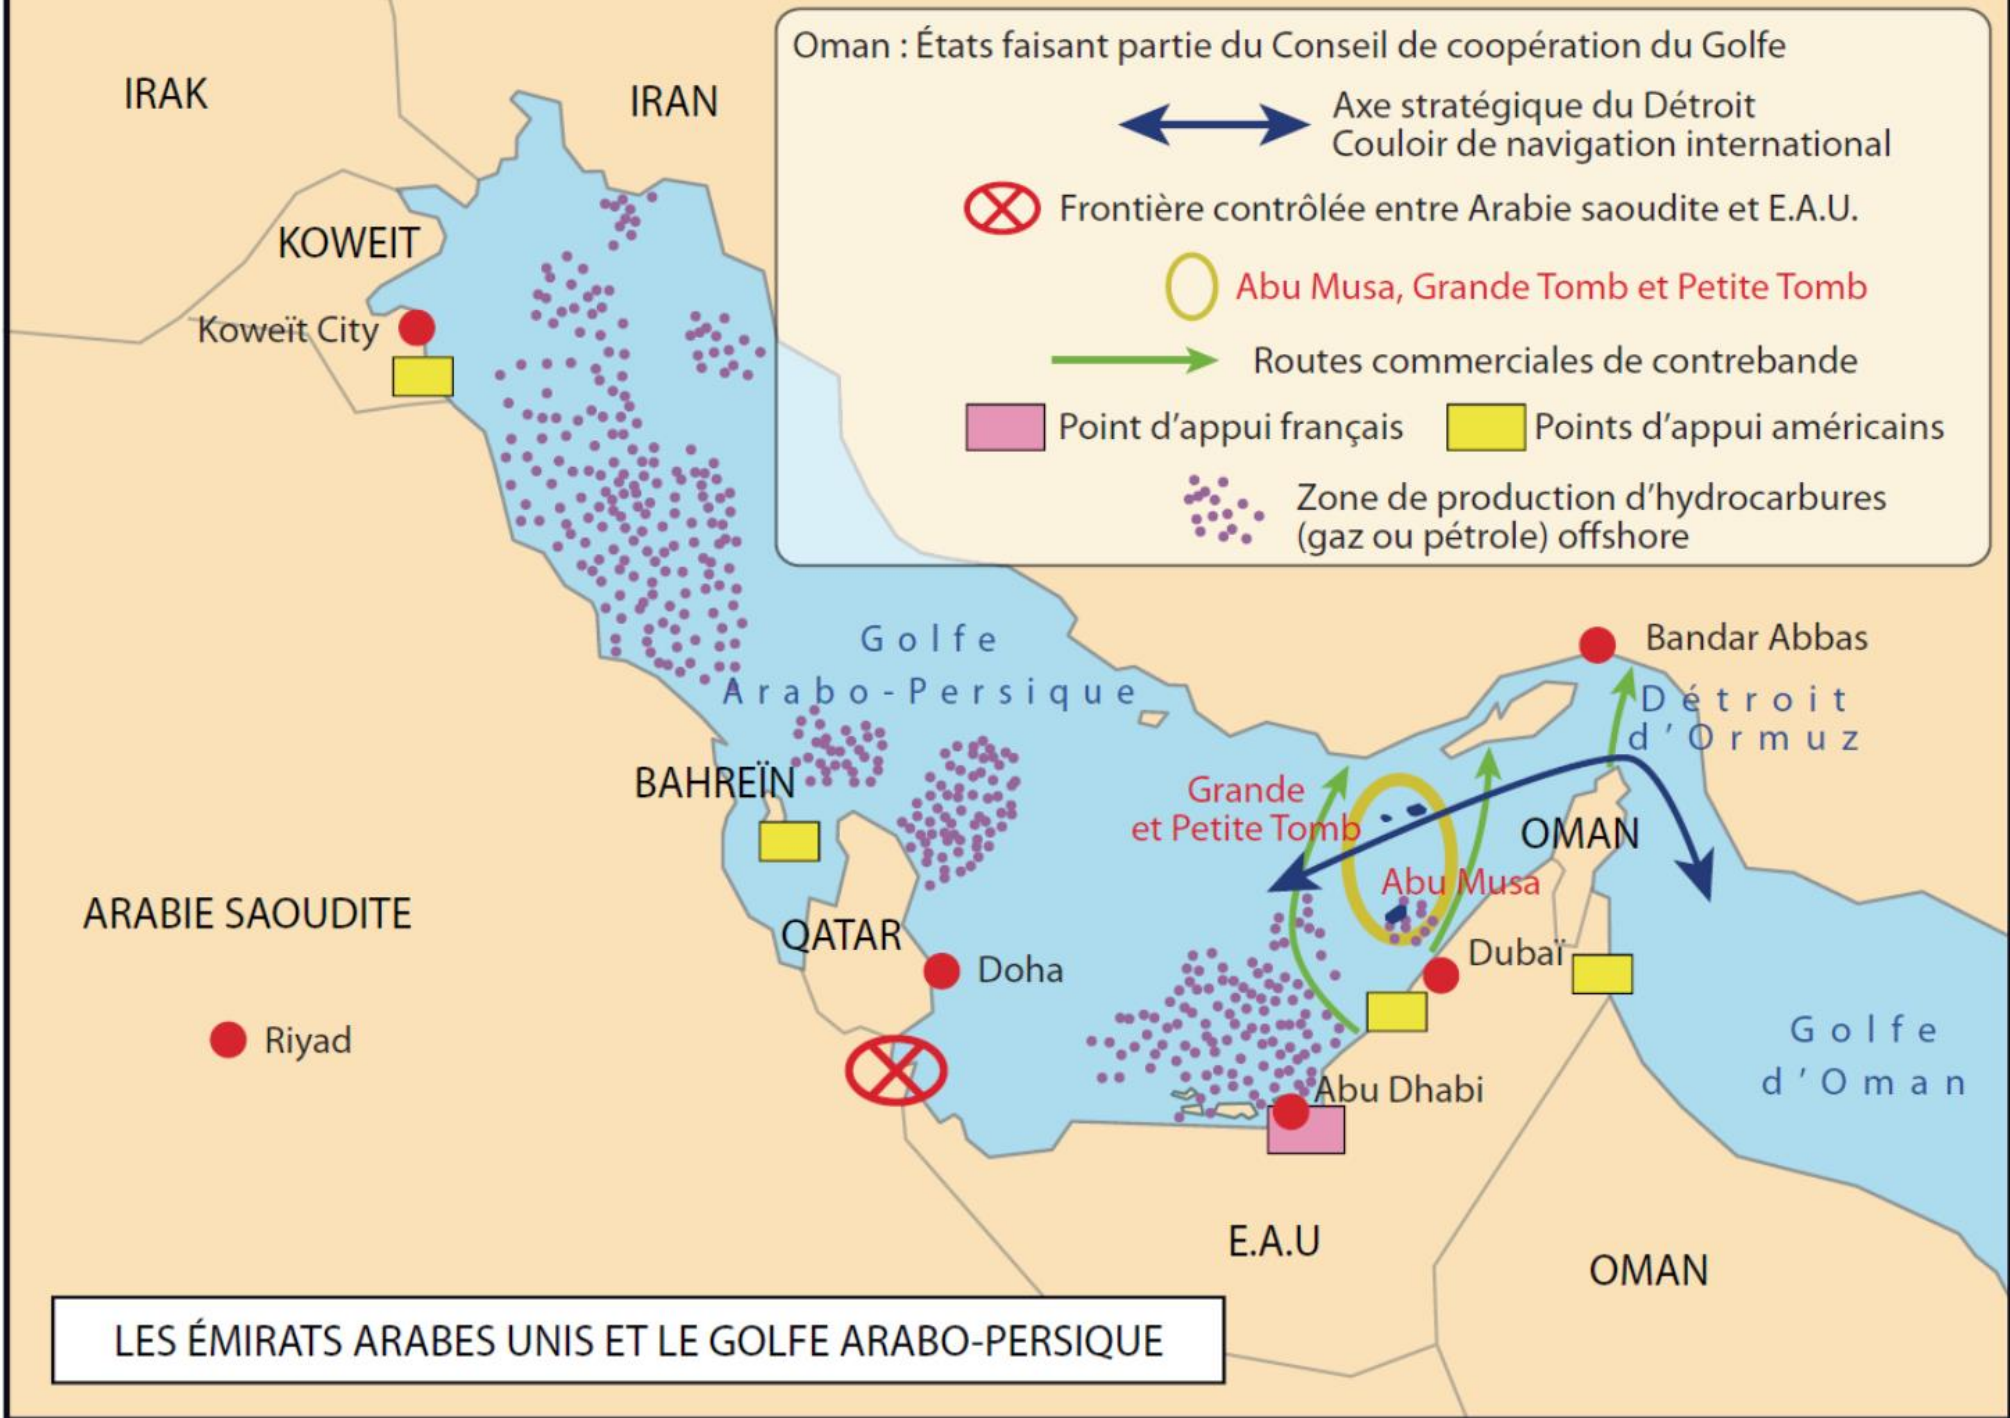 Oman : États faisant partie du Conseil de coopération du Golfe
Axe stratégique du Détroit
Couloir de navigation international
Frontière contrôlée entre Arabie saoudite et E.A.U.
Abu Musa, Grande Tomb et Petite Tomb
Routes commerciales de contrebande
Point d'appui français
Points d'appui américains
Zone de production d'hydrocarbures
(gaz ou pétrole) offshore
IRAK
IRAN
KOWEIT
Koweït City
Golfe
Arabo-Persique
Bandar Abbas
Détroit
d'Ormuz
BAHREÏN
Grande
et Petite Tomb
OMAN
Abu Musa
ARABIE SAOUDITE
QATAR
Doha
Dubaï
Riyad
Golfe
d'Oman
Abu Dhabi
E.A.U
OMAN
LES ÉMIRATS ARABES UNIS ET LE GOLFE ARABO-PERSIQUE